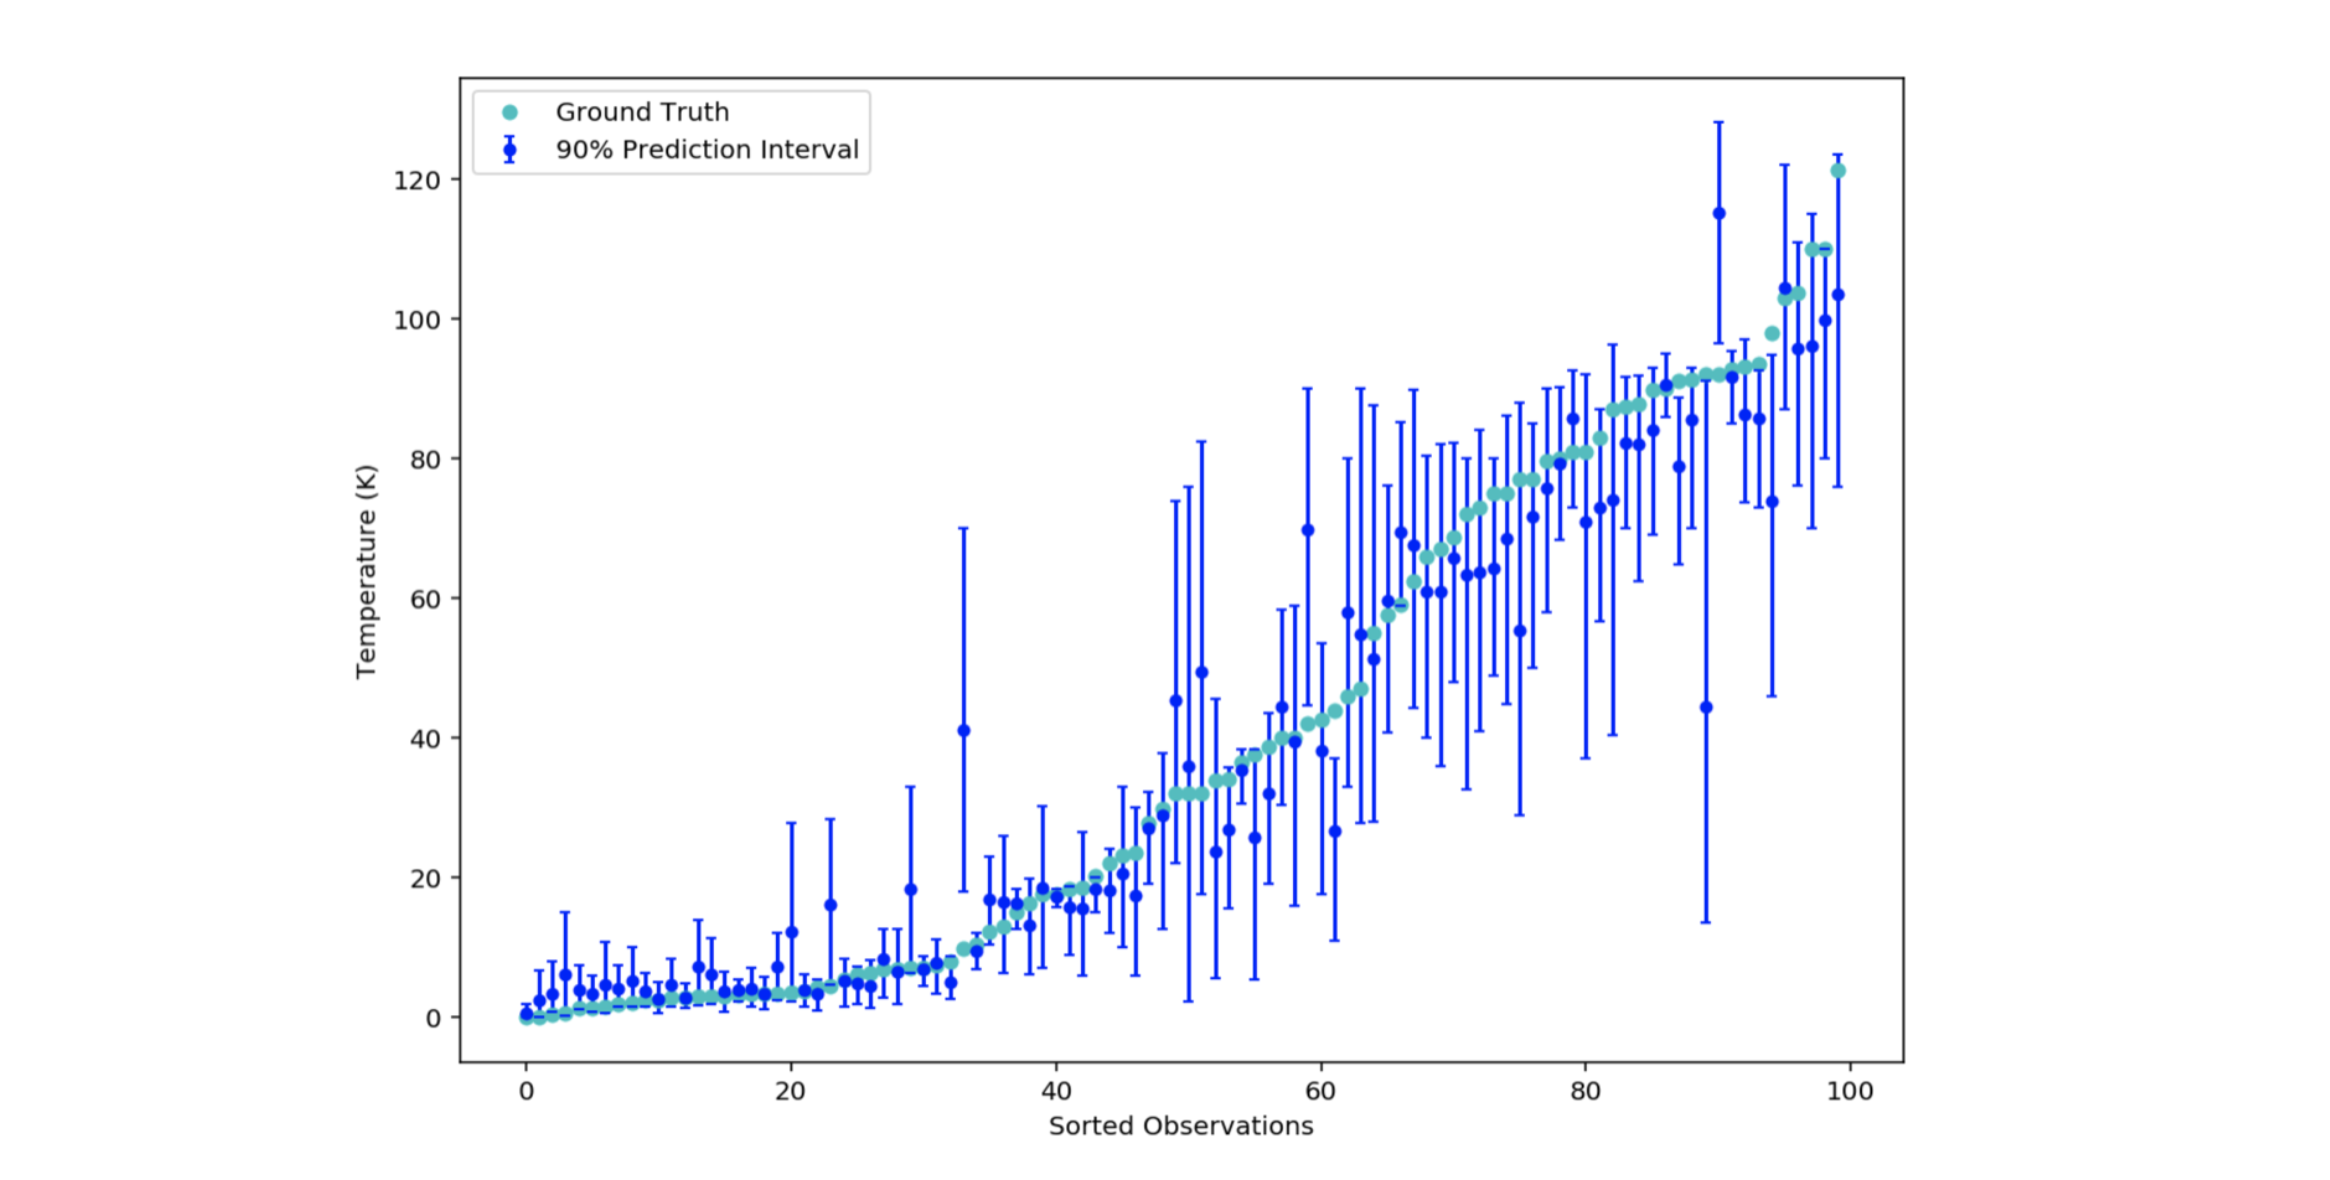 Ground Truth
90% Prediction Interval
120
100
80
60
40
20
0
Temperature (K)
0 20 40 60 80 100
Sorted Observations